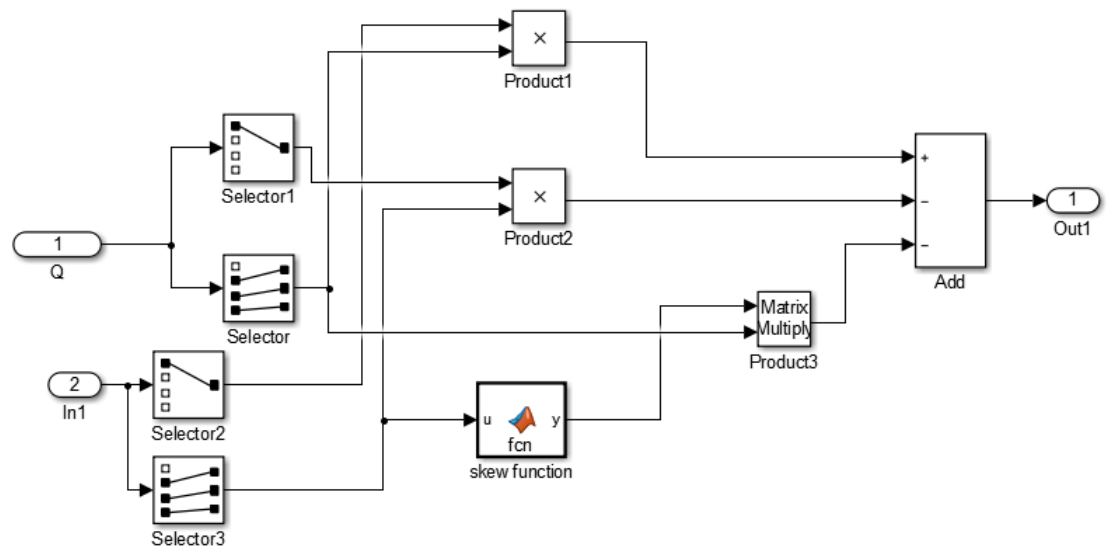 ×
Product1
Selector1
×
Product2
1
Q
+
−
−
Add
1
Out1
Selector
Matrix
Multiply
Product3
2
In1
Selector2
u
y
fcn
skew function
Selector3